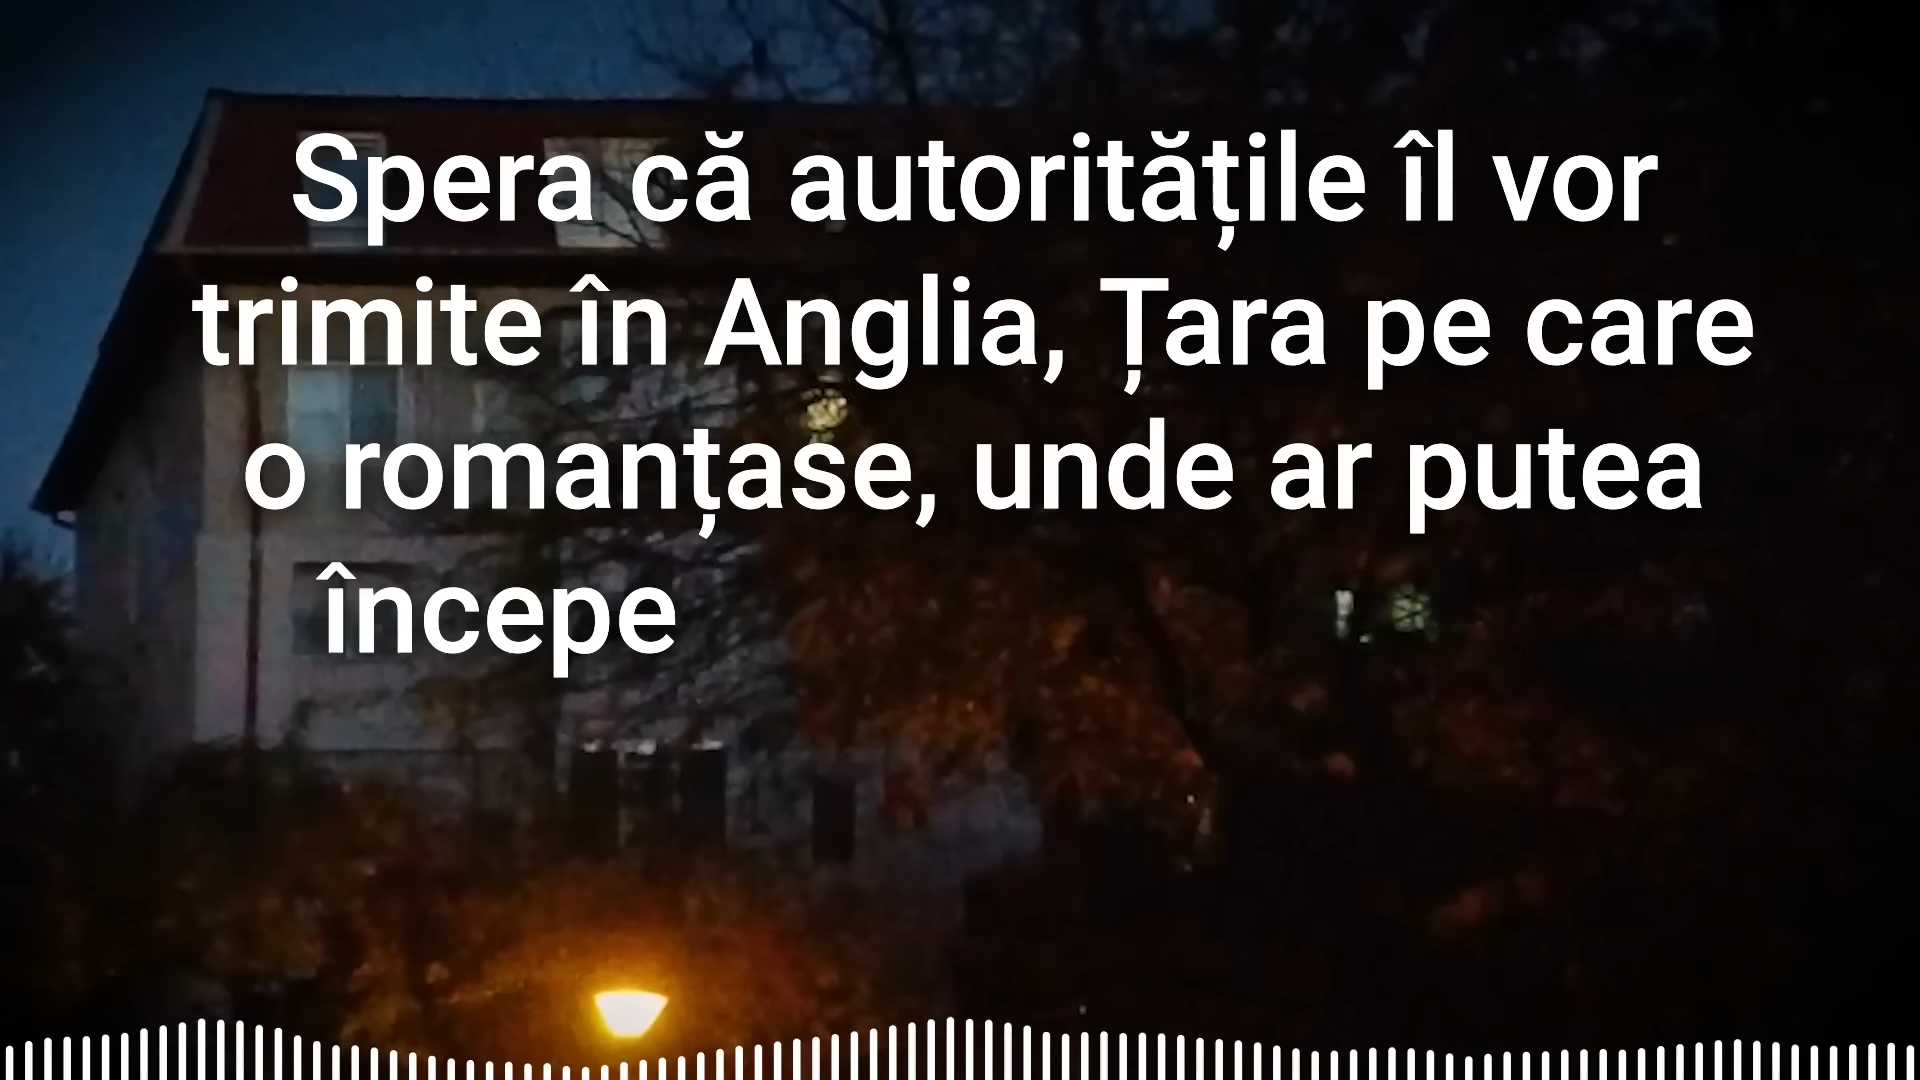 Spera că autoritățile îl vor
trimite în Anglia, Țara pe care
o romanțase, unde ar putea
începe